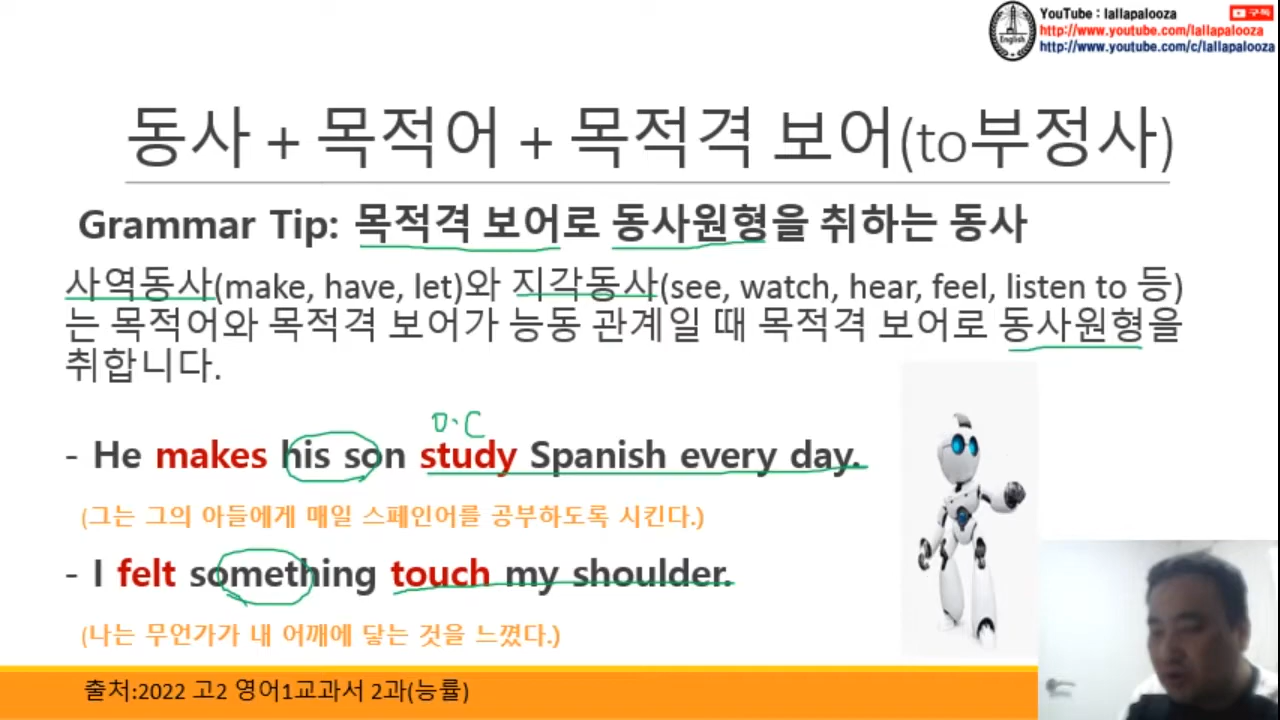 YouTube : lallapalooza
구독
http://www.youtube.com/lallapalooza
http://www.youtube.com/c/lallapalooza
English
동사 + 목적어 + 목적격 보어(to부정사)
Grammar Tip: 목적격 보어로 동사원형을 취하는 동사
사역동사(make, have, let)와 지각동사(see, watch, hear, feel, listen to 등)
는 목적어와 목적격 보어가 능동 관계일 때 목적격 보어로 동사원형을
취합니다.
O.C
- He makes his son study Spanish every day.
(그는 그의 아들에게 매일 스페인어를 공부하도록 시킨다.)
- I felt something touch my shoulder.
(나는 무언가가 내 어깨에 닿는 것을 느꼈다.)
출처:2022 고2 영어1교과서 2과(능률)